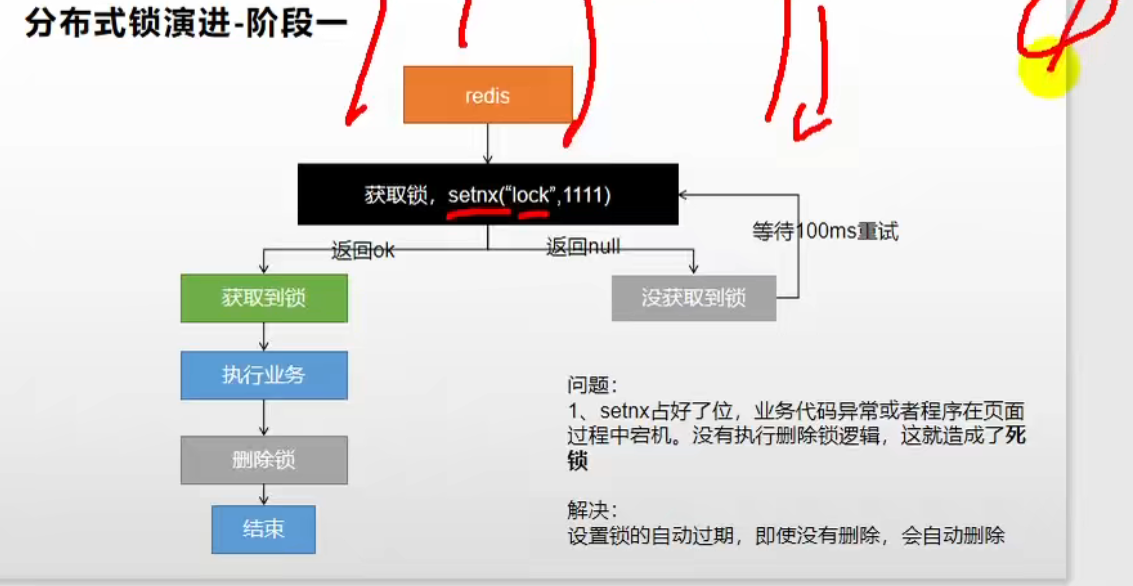 分布式锁演进-阶段一
redis
获取锁，setnx(“lock”,1111)
返回ok
返回null
等待100ms重试
获取到锁
没获取到锁
执行业务
删除锁
结束
问题：
1、setnx占好了位，业务代码异常或者程序在页面
过程中宕机。没有执行删除锁逻辑，这就造成了死
锁
解决：
设置锁的自动过期，即使没有删除，会自动删除